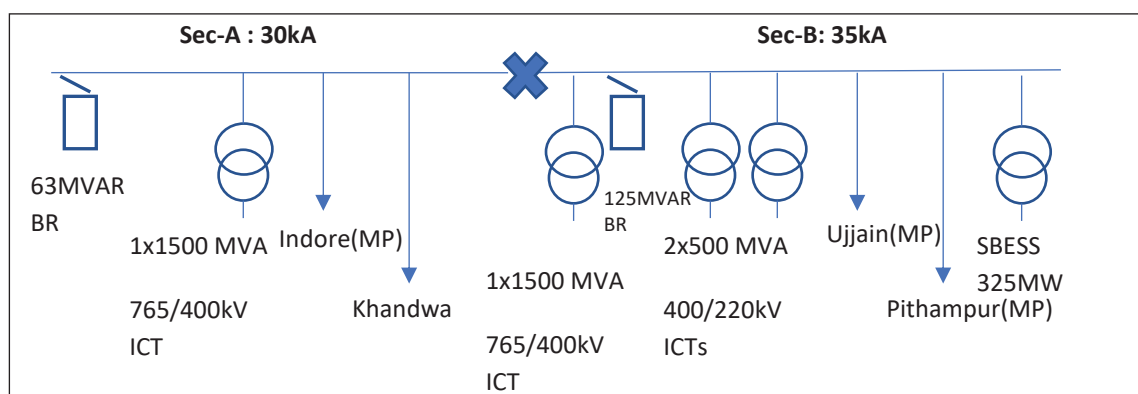 Sec-A : 30kA
Sec-B: 35kA
63MVAR
BR
1x1500 MVA
765/400kV
ICT
Indore(MP)
Khandwa
1x1500 MVA
765/400kV
ICT
125MVAR
BR
2x500 MVA
400/220kV
ICTs
Ujjain(MP)
Pithampur(MP)
SBESS
325MW